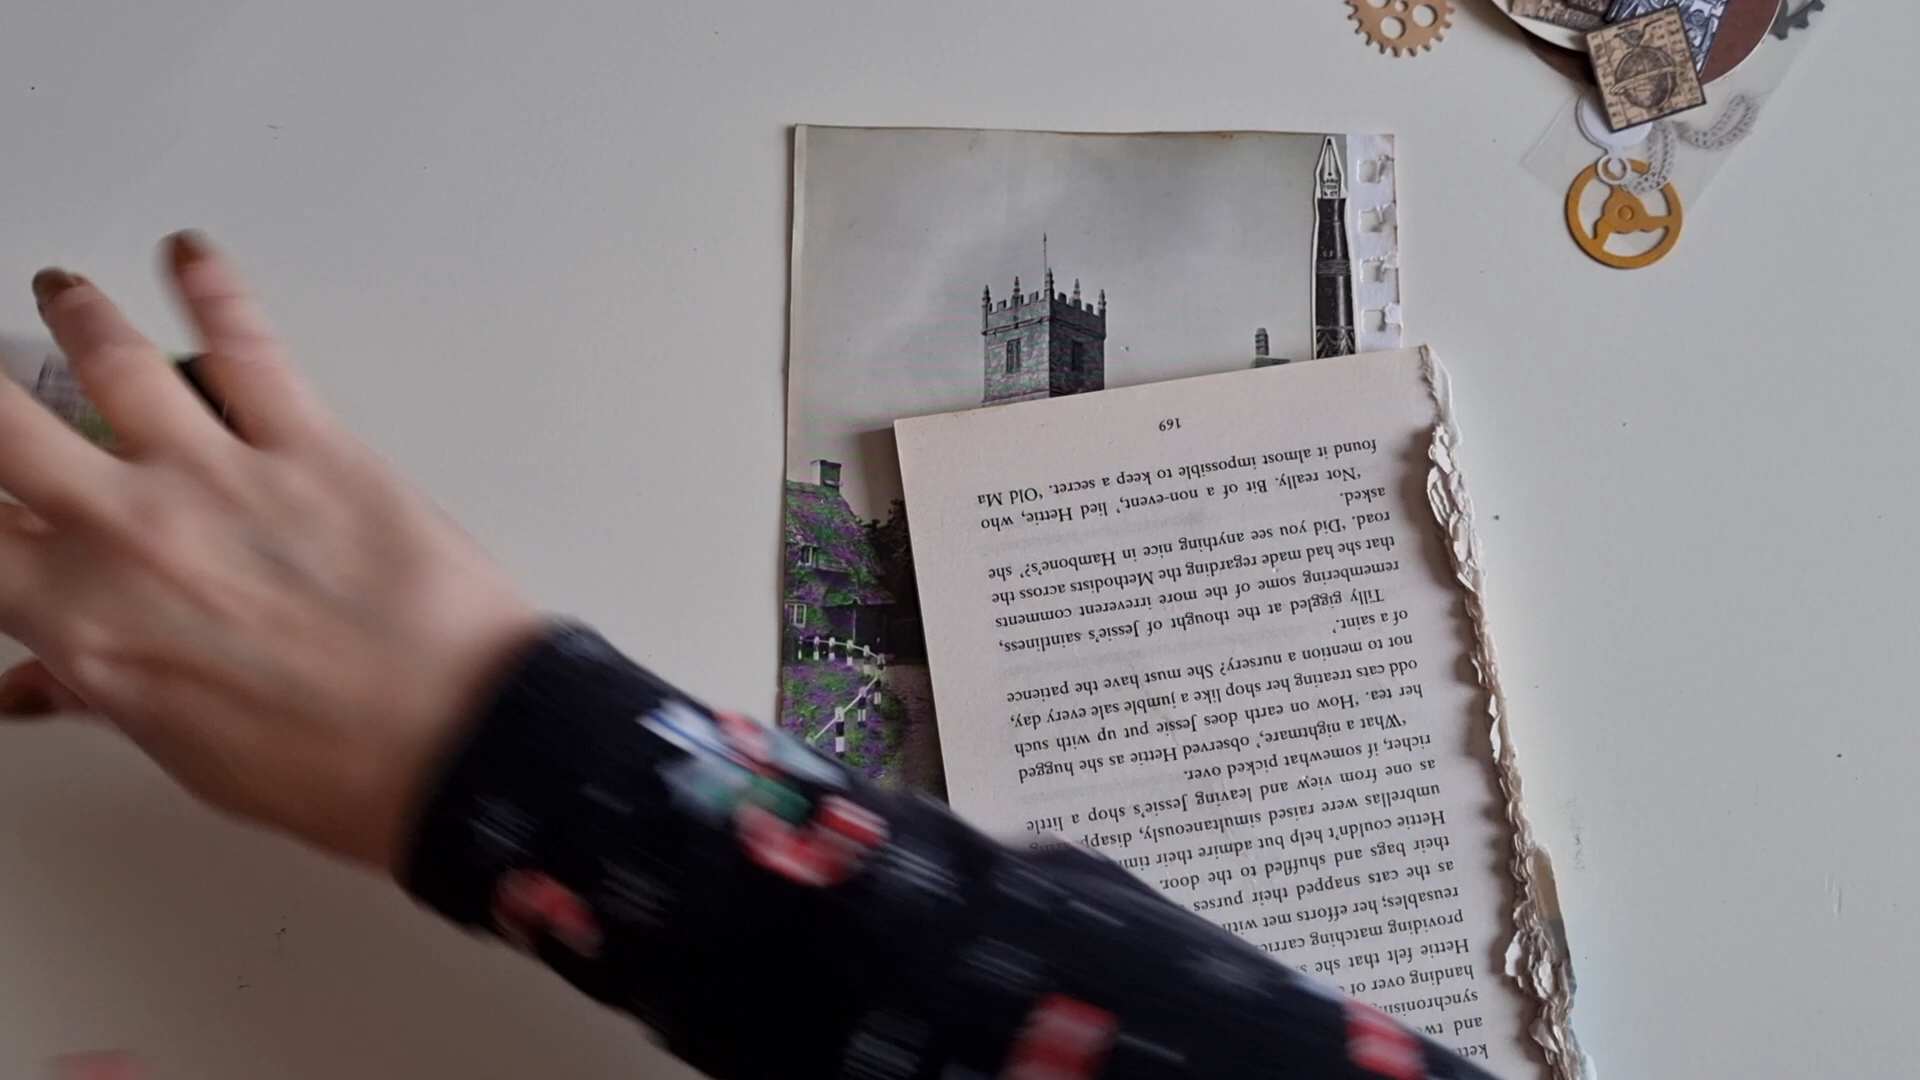 and
handing over of
Hettie felt that she
providing matching
reusables; her efforts met with
as the cats snapped their purses
their bags and shuffled to the door.
Hettie couldn't help but admire their
umbrellas were raised simultaneously,
as one from view and leaving Jessie's shop a little
richer, if somewhat picked over.
'What a nightmare,' observed Hettie as she hugged
her tea. 'How on earth does Jessie put up with such
odd cats treating her shop like a jumble sale every day,
not to mention a nursery? She must have the patience
of a saint.'
Tilly giggled at the thought of Jessie's saintliness,
remembering some of the more irreverent comments
that she had made regarding the Methodists across the
road. 'Did you see anything nice in Hambone's?' she
asked.
'Not really. Bit of a non-event,' lied Hettie, who
found it almost impossible to keep a secret. 'Old Ma
169